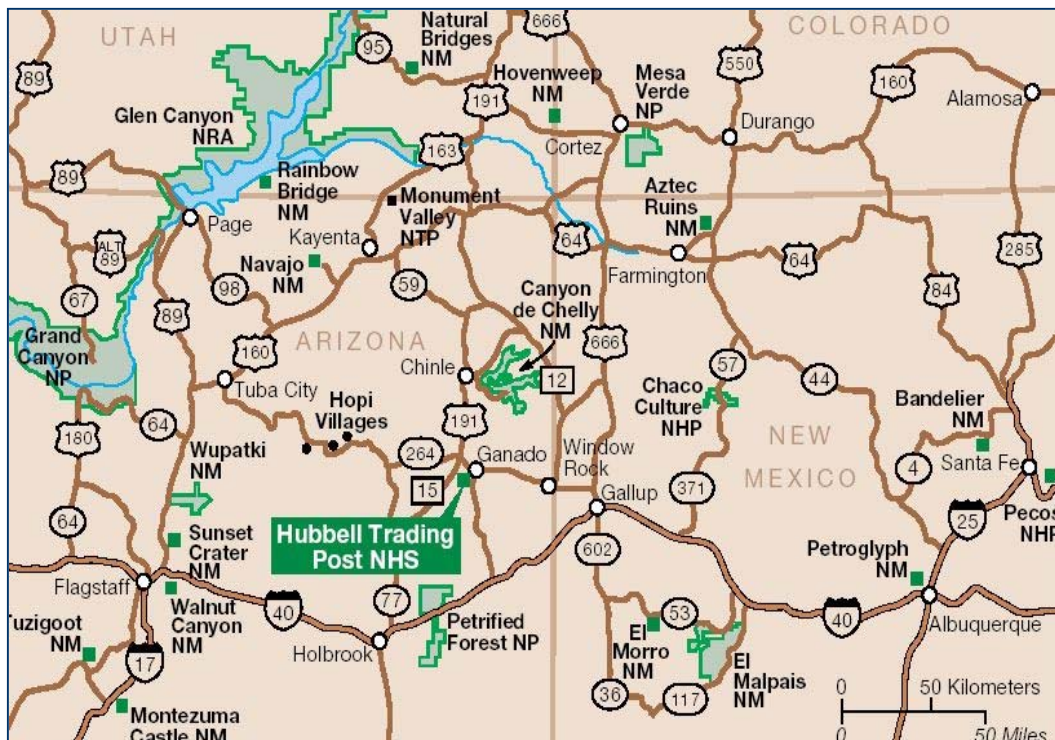 UTAH
COLORADO
Natural
Bridges
NM
95
666
550
89
Hovenweep
NM
Mesa
Verde
NP
160
Alamosa
Glen Canyon
NRA
191
Durango
Cortez
163
89
Rainbow
Bridge
NM
Monument
Valley
NTP
Aztec
Ruins
NM
Page
Kayenta
64
285
ALT
89
Farmington
64
Navajo
NM
98
59
84
67
Canyon
de Chelly
NM
89
Grand
Canyon
NP
160
ARIZONA
666
57
Chinle
12
44
Tuba City
Chaco
Culture
NHP
Bandelier
NM
Hopi
Villages
191
180
64
NEW
MEXICO
Wupatki
NM
264
Ganado
Window
Rock
4
Santa Fe
15
371
Gallup
64
Hubbell Trading
Post NHS
25
Pecos
NHP
Sunset
Crater
NM
602
Petroglyph
NM
Flagstaff
40
77
Walnut
Canyon
NM
Petrified
Forest NP
53
40
Albuquerque
Tuzigoot
NM
17
Holbrook
El
Morro
NM
El
Malpais
NM
36
117
0
50 Kilometers
Montezuma
Castle NM
0
50 Miles